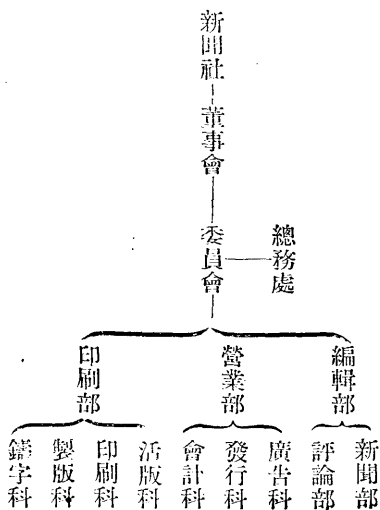 新聞社
董事會
總務處
委員會
編輯部
營業部
印刷部
新聞部
評論部
廣告科
發行科
會計科
活版科
印刷科
製版科
鑄字科